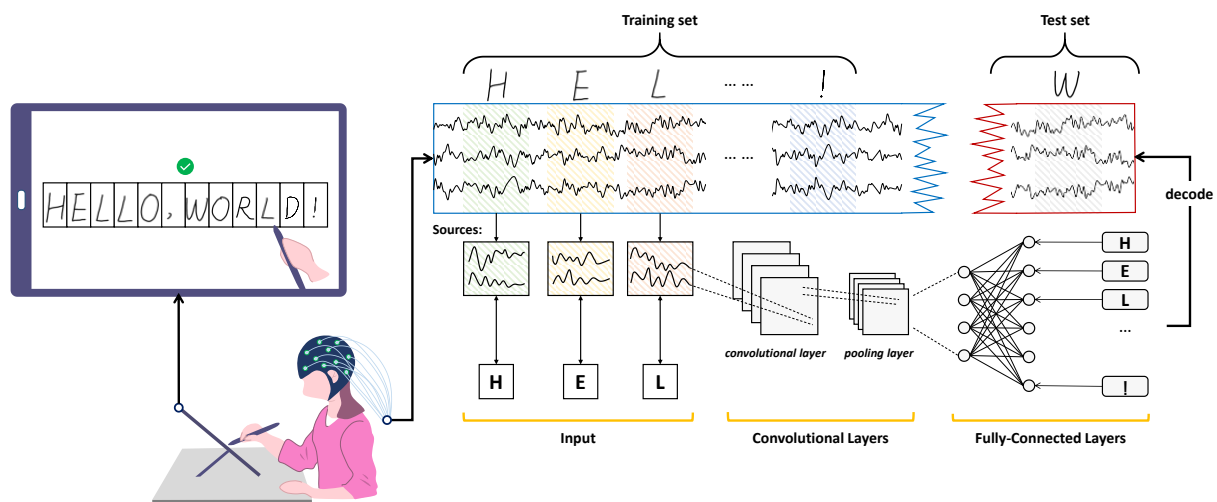 Training set
Test set
H E L ... ... ! W
... ...
HELLO, WORLD!
decode
Sources:
H
E
L
...
!
convolutional layer pooling layer
H E L
Input Convolutional Layers Fully-Connected Layers